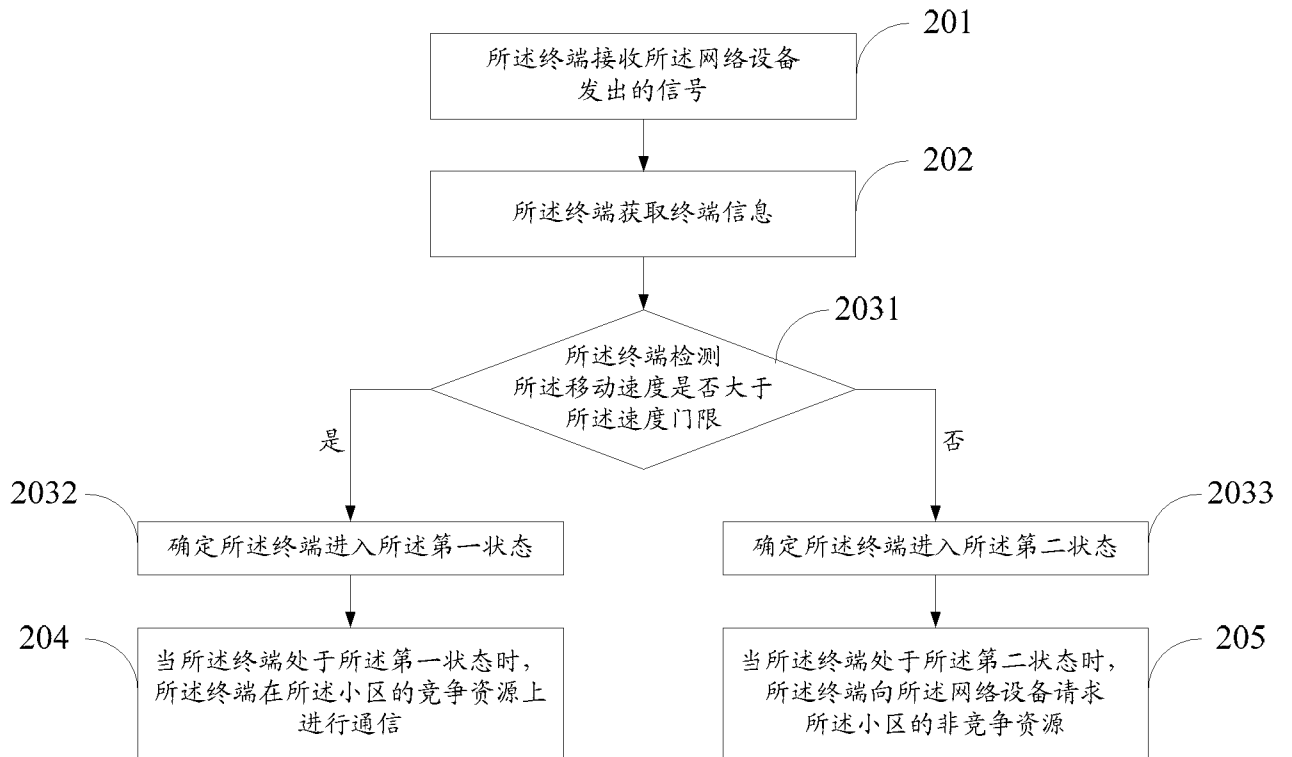 201
所述终端接收所述网络设备
发出的信号
202
所述终端获取终端信息
2031
所述终端检测
所述移动速度是否大于
所述速度门限
是
否
2032
确定所述终端进入所述第一状态
2033
确定所述终端进入所述第二状态
204
当所述终端处于所述第一状态时，
所述终端在所述小区的竞争资源上
进行通信
205
当所述终端处于所述第二状态时，
所述终端向所述网络设备请求
所述小区的非竞争资源